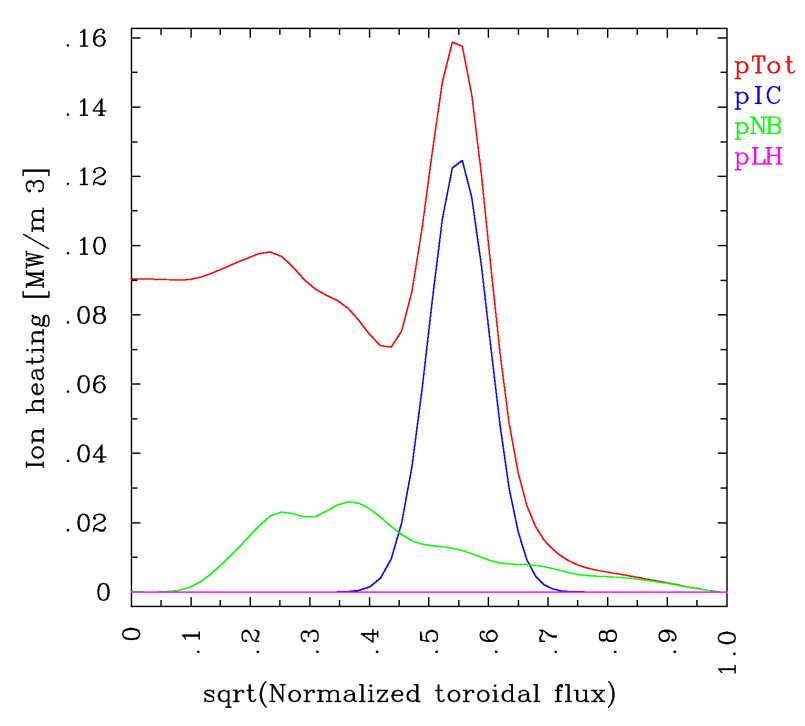 .16
.14
.12
.10
.08
.06
.04
.02
0
Ion heating [MW/m 3]
0 .1 .2 .3 .4 .5 .6 .7 .8 .9 1.0
sqrt(Normalized toroidal flux)
pTot
pIC
pNB
pLH